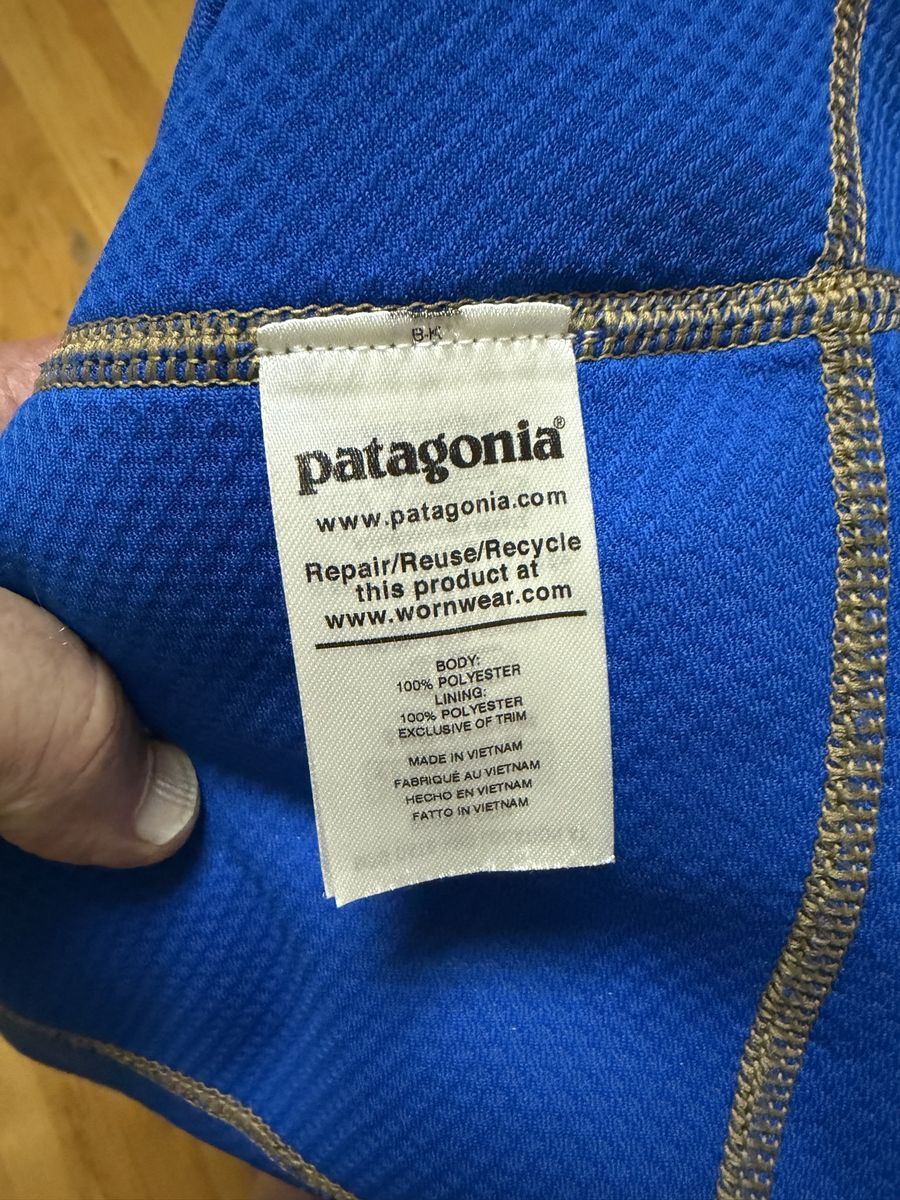 B-K
patagonia®
www.patagonia.com
Repair/Reuse/Recycle
this product at
www.wornwear.com
BODY:
100% POLYESTER
LINING:
100% POLYESTER
EXCLUSIVE OF TRIM
MADE IN VIETNAM
FABRIQUÉ AU VIETNAM
HECHO EN VIETNAM
FATTO IN VIETNAM